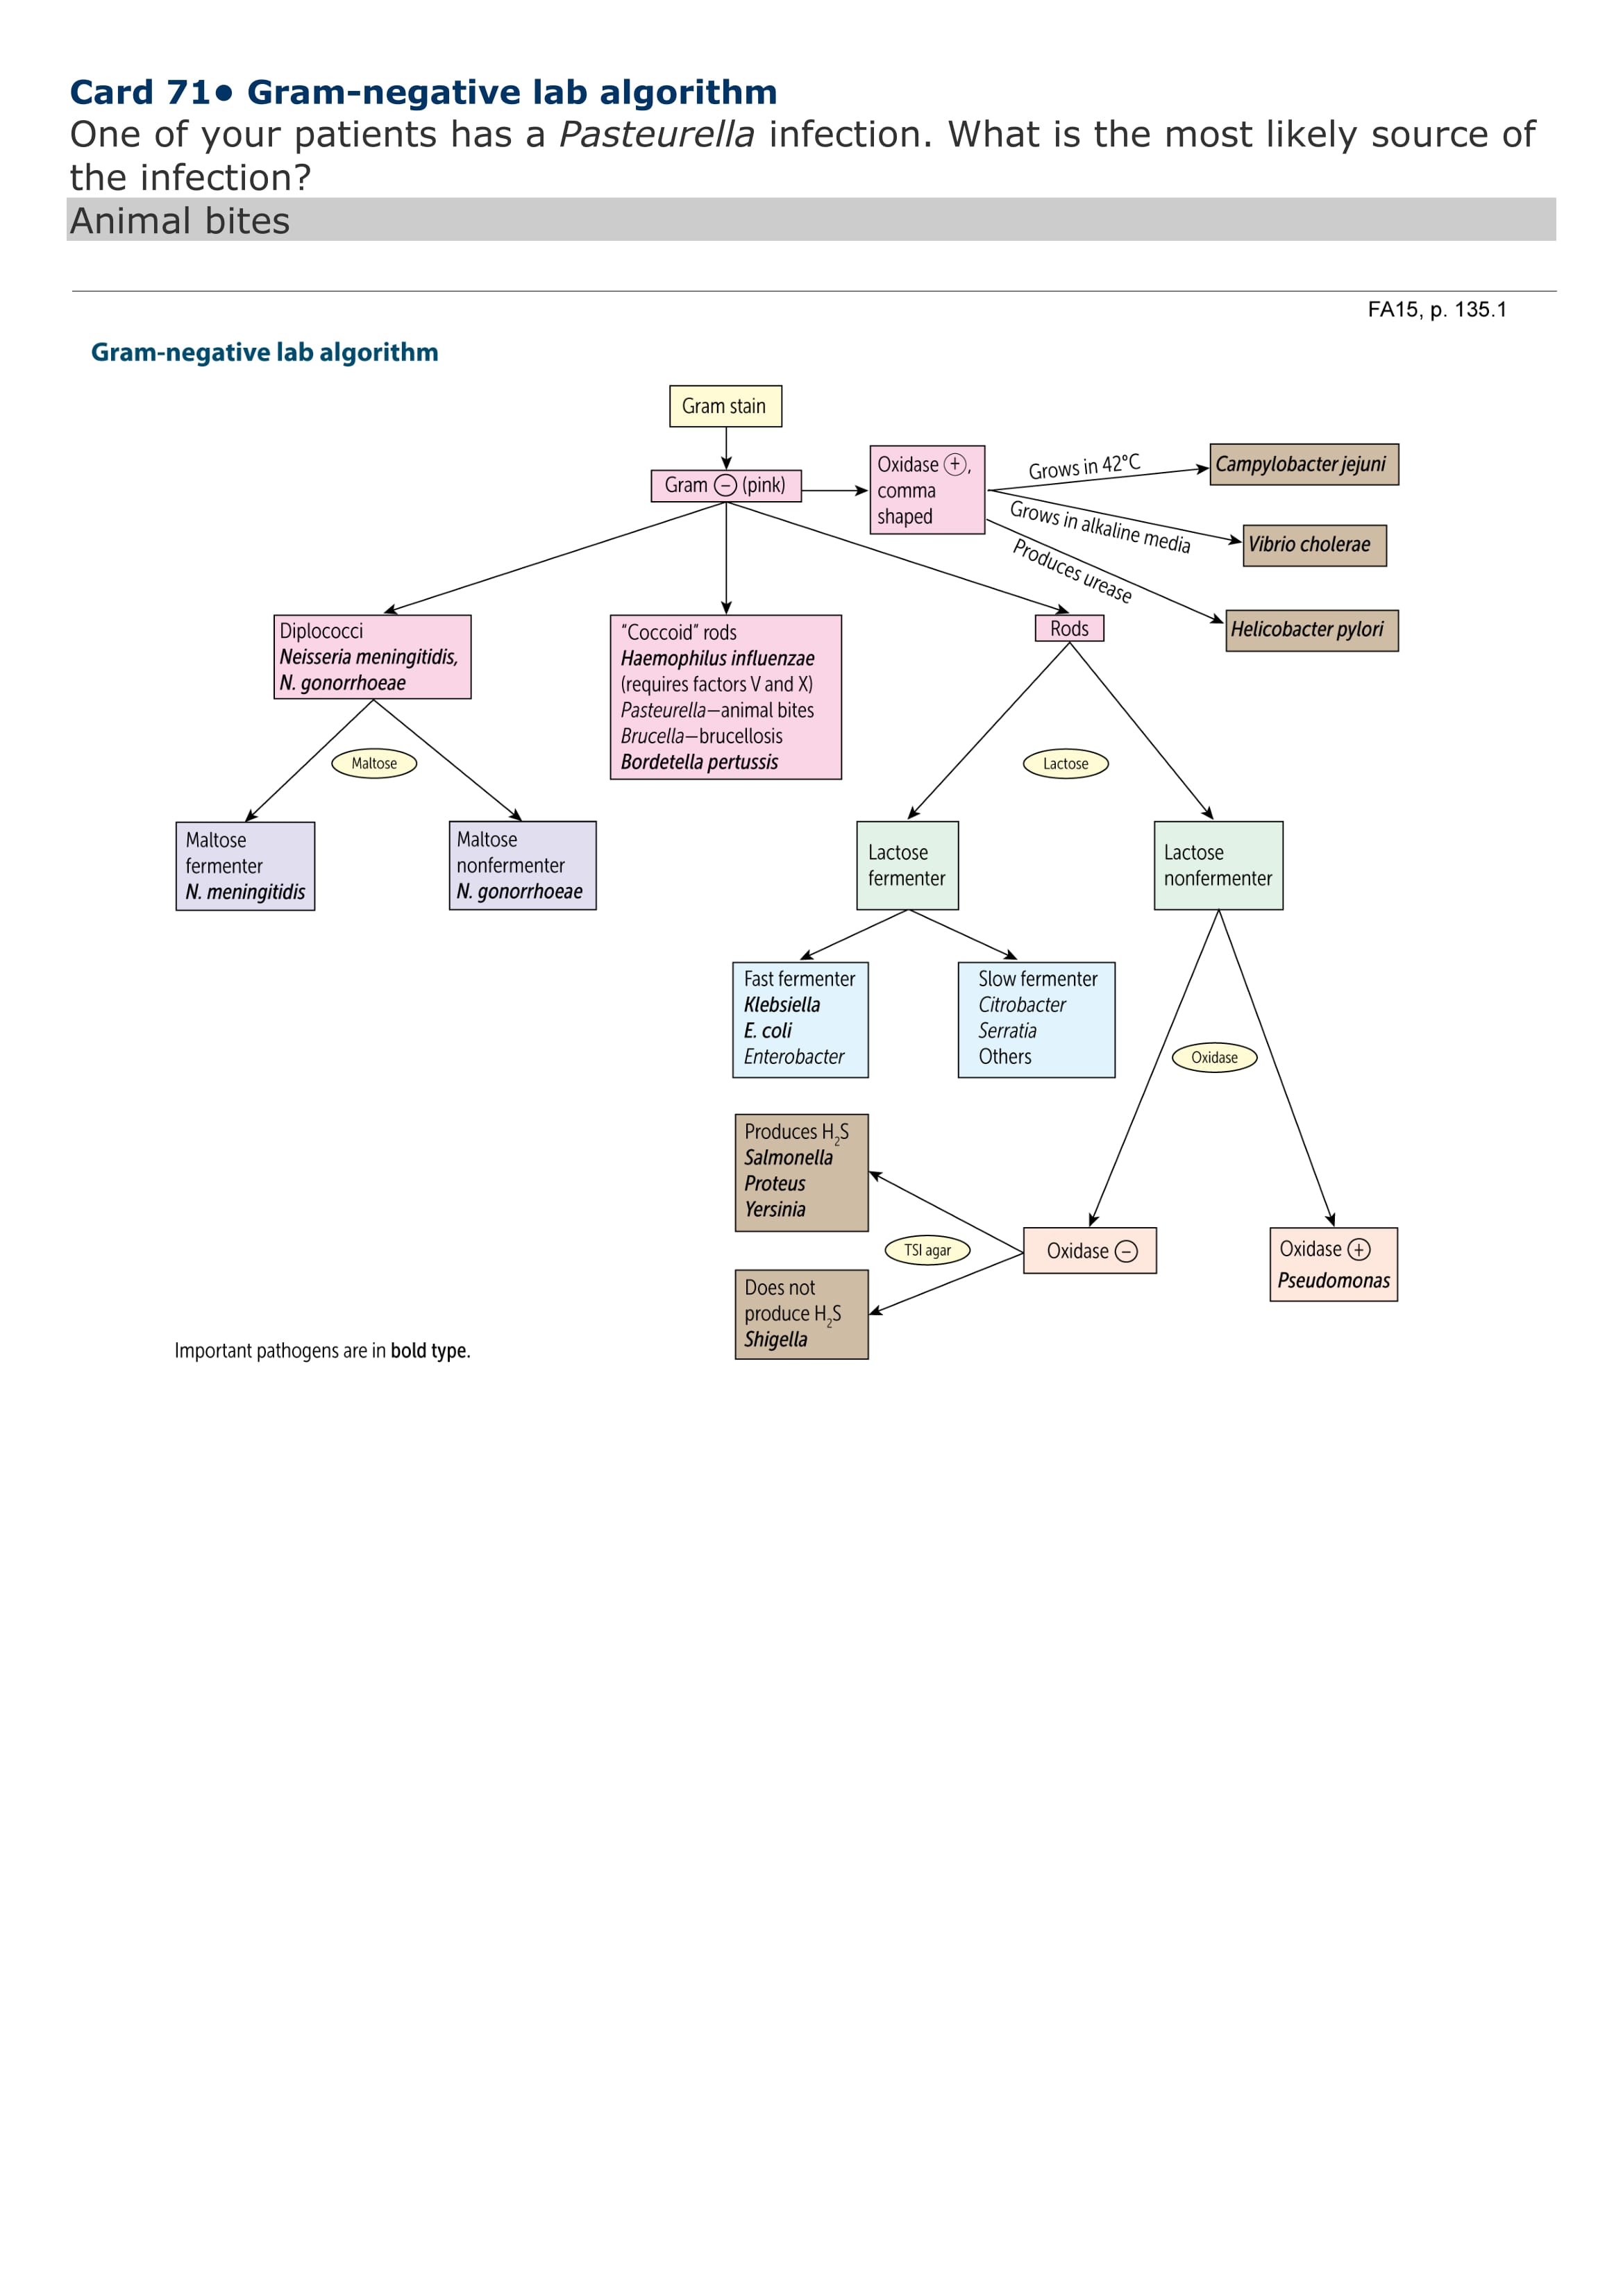 Card 71● Gram-negative lab algorithm
One of your patients has a Pasteurella infection. What is the most likely source of
the infection?
Animal bites
FA15, p. 135.1
Gram-negative lab algorithm
Gram stain
Gram ⊖ (pink)
Oxidase ⊕,
comma
shaped
Grows in 42°C
Campylobacter jejuni
Grows in alkaline media
Vibrio cholerae
Produces urease
Helicobacter pylori
Diplococci
Neisseria meningitidis,
N. gonorrhoeae
"Coccoid" rods
Haemophilus influenzae
(requires factors V and X)
Pasteurella—animal bites
Brucella—brucellosis
Bordetella pertussis
Rods
Maltose
Lactose
Maltose
fermenter
N. meningitidis
Maltose
nonfermenter
N. gonorrhoeae
Lactose
fermenter
Lactose
nonfermenter
Fast fermenter
Klebsiella
E. coli
Enterobacter
Slow fermenter
Citrobacter
Serratia
Others
Oxidase
Produces H₂S
Salmonella
Proteus
Yersinia
TSI agar
Oxidase ⊖
Oxidase ⊕
Pseudomonas
Does not
produce H₂S
Shigella
Important pathogens are in bold type.